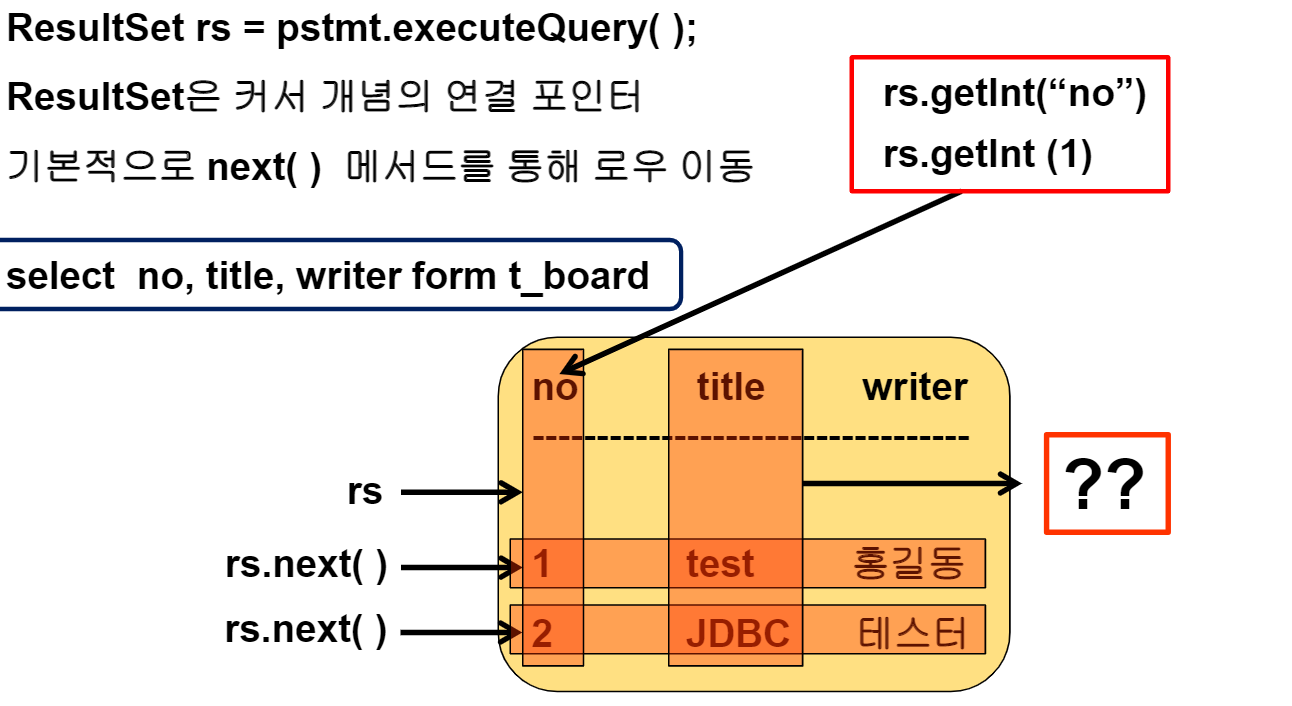 ResultSet rs = pstmt.executeQuery( );
ResultSet은 커서 개념의 연결 포인터
기본적으로 next( ) 메서드를 통해 로우 이동
rs.getInt(“no”)
rs.getInt (1)
select no, title, writer form t_board
no title writer
----------------------------------
rs
??
rs.next( ) 1 test 홍길동
rs.next( ) 2 JDBC 테스터